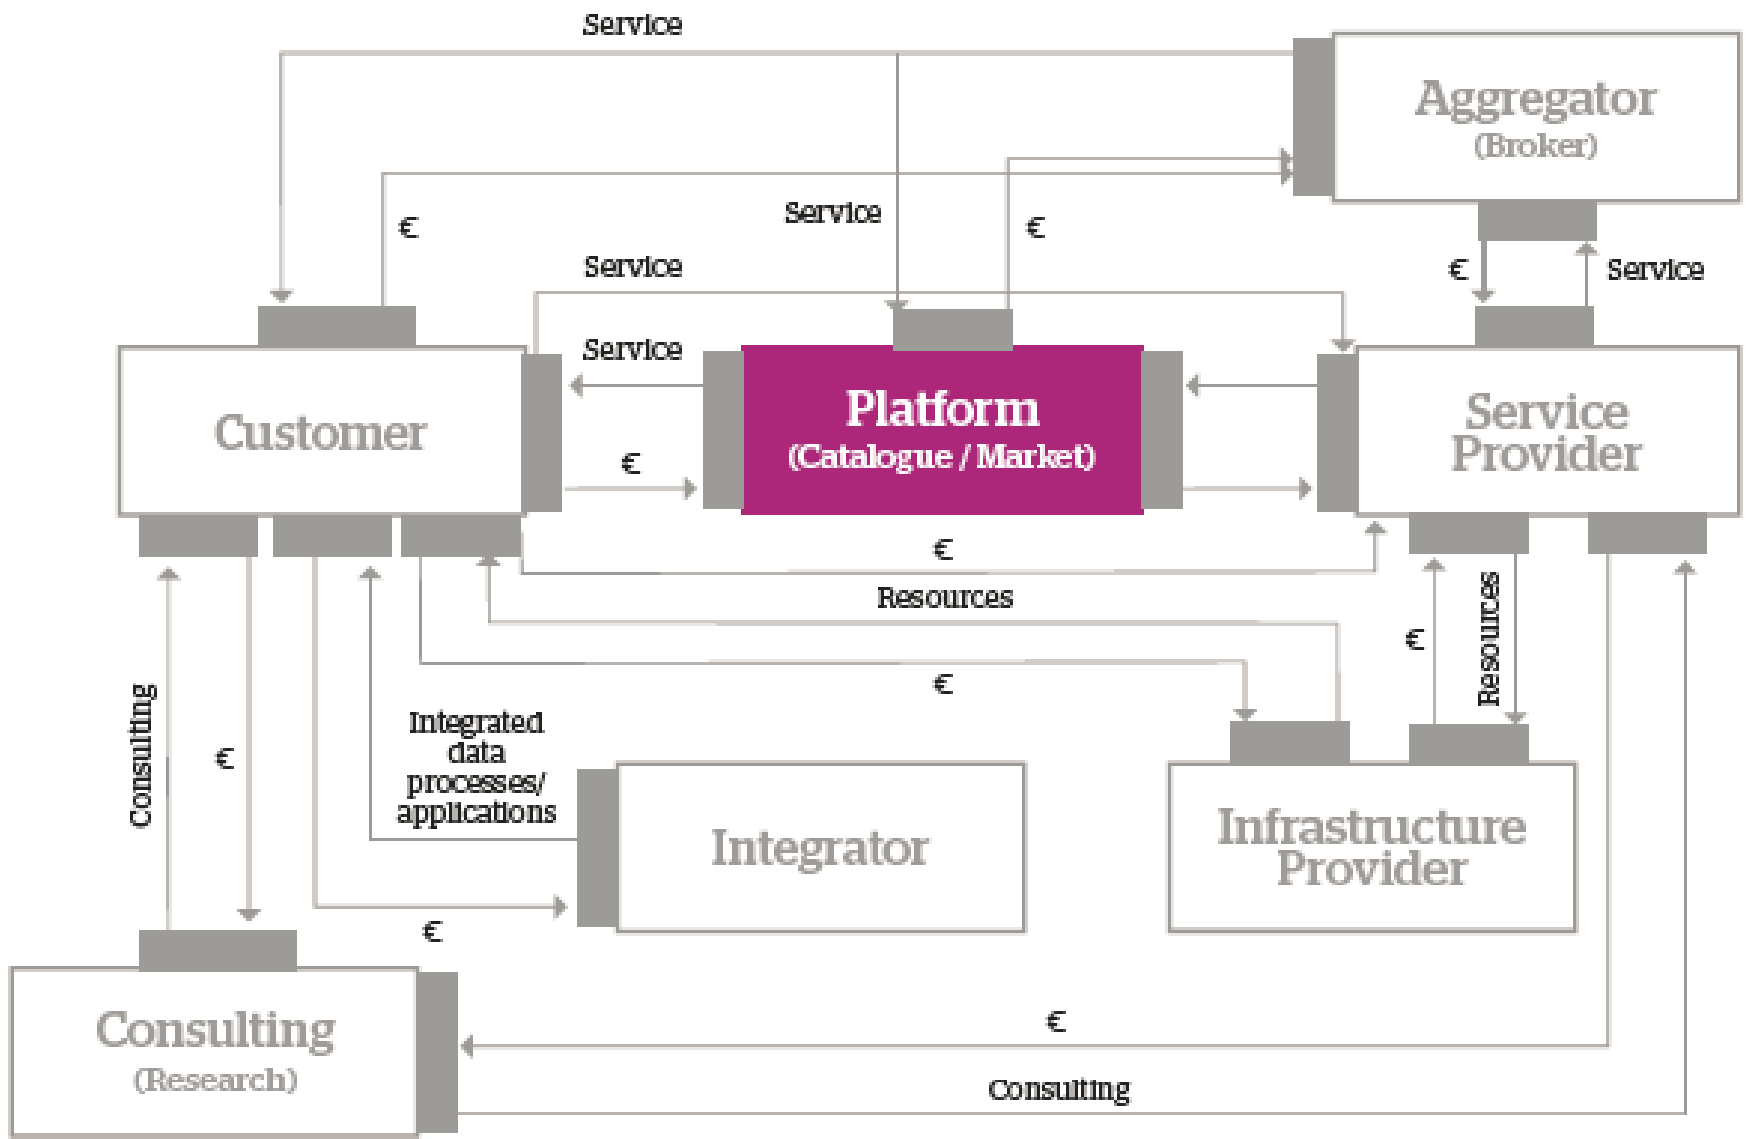 Service
Aggregator
(Broker)
Service
€
€
Service
€
Service
Service
Customer
Platform
(Catalogue / Market)
Service
Provider
€
€
Resources
Resources
€
€
Consulting
€
Integrated
data
processes/
applications
Integrator
Infrastructure
Provider
€
Consulting
(Research)
€
Consulting